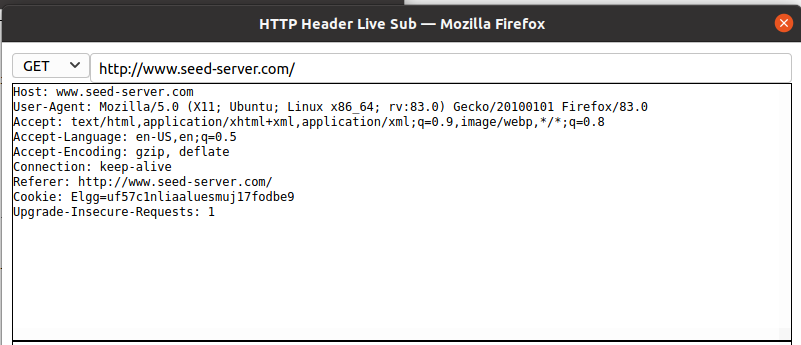 HTTP Header Live Sub — Mozilla Firefox
GET http://www.seed-server.com/
Host: www.seed-server.com
User-Agent: Mozilla/5.0 (X11; Ubuntu; Linux x86_64; rv:83.0) Gecko/20100101 Firefox/83.0
Accept: text/html,application/xhtml+xml,application/xml;q=0.9,image/webp,*/*;q=0.8
Accept-Language: en-US,en;q=0.5
Accept-Encoding: gzip, deflate
Connection: keep-alive
Referer: http://www.seed-server.com/
Cookie: Elgg=uf57c1nliaaluesmuj17fodbe9
Upgrade-Insecure-Requests: 1